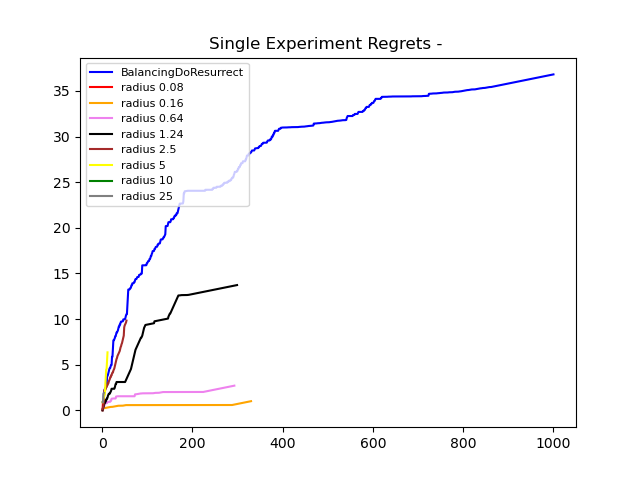 Single Experiment Regrets -
BalancingDoResurrect
radius 0.08
radius 0.16
radius 0.64
radius 1.24
radius 2.5
radius 5
radius 10
radius 25
35
30
25
20
15
10
5
0
0 200 400 600 800 1000